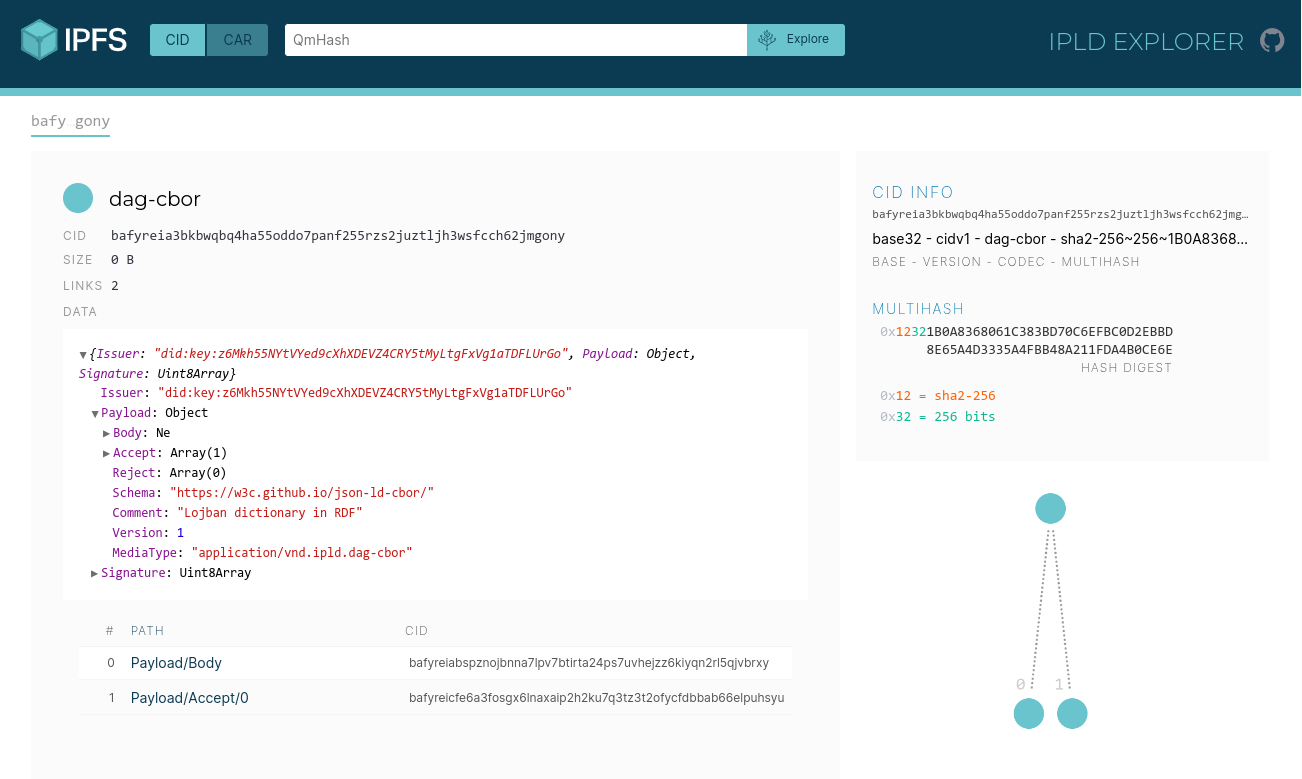 IPFS CID CAR QmHash Explore IPLD EXPLORER
bafy gony
dag-cbor
CID bafyreia3bkbwqbq4ha55oddo7panf255rzs2juztljh3wsfcch62jmgony
SIZE 0 B
LINKS 2
DATA
▼{Issuer: "did:key:z6Mkh55NYtVYed9cXhXDEVZ4CRY5tMyLtgFxVg1aTDFLUrGo", Payload: Object,
Signature: Uint8Array}
Issuer: "did:key:z6Mkh55NYtVYed9cXhXDEVZ4CRY5tMyLtgFxVg1aTDFLUrGo"
▼Payload: Object
▶Body: Ne
▶Accept: Array(1)
Reject: Array(0)
Schema: "https://w3c.github.io/json-ld-cbor/"
Comment: "Lojban dictionary in RDF"
Version: 1
MediaType: "application/vnd.ipld.dag-cbor"
▶Signature: Uint8Array
# PATH CID
0 Payload/Body bafyreiabspznojbnna7lpv7btirta24ps7uvhejzz6kiyqn2rl5qjvbrxy
1 Payload/Accept/0 bafyreicfe6a3fosgx6lnaxaip2h2ku7q3tz3t2ofycfdbbab66elpuhsyu
CID INFO
bafyreia3bkbwqbq4ha55oddo7panf255rzs2juztljh3wsfcch62jmg…
base32 - cidv1 - dag-cbor - sha2-256~256~1B0A8368...
BASE - VERSION - CODEC - MULTIHASH
MULTIHASH
0x12321B0A8368061C383BD70C6EFBC0D2EBBD
8E65A4D3335A4FBB48A211FDA4B0CE6E
HASH DIGEST
0x12 = sha2-256
0x32 = 256 bits
0 1